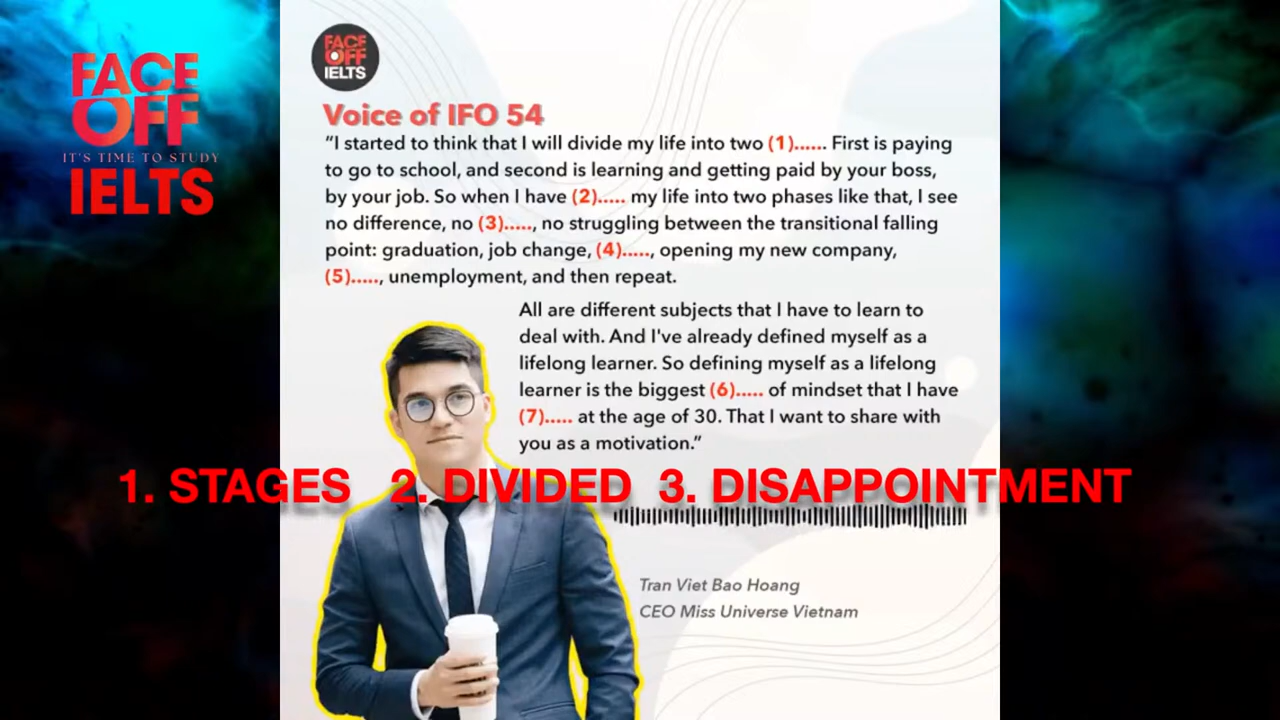 FACE
OFF
IT'S TIME TO STUDY
IELTS
FACE
OFF
IELTS
Voice of IFO 54
“I started to think that I will divide my life into two (1)...... First is paying
to go to school, and second is learning and getting paid by your boss,
by your job. So when I have (2)..... my life into two phases like that, I see
no difference, no (3)....., no struggling between the transitional falling
point: graduation, job change, (4)....., opening my new company,
(5)....., unemployment, and then repeat.
All are different subjects that I have to learn to
deal with. And I've already defined myself as a
lifelong learner. So defining myself as a lifelong
learner is the biggest (6)..... of mindset that I have
(7)..... at the age of 30. That I want to share with
you as a motivation.”
1. STAGES 2. DIVIDED 3. DISAPPOINTMENT
Tran Viet Bao Hoang
CEO Miss Universe Vietnam